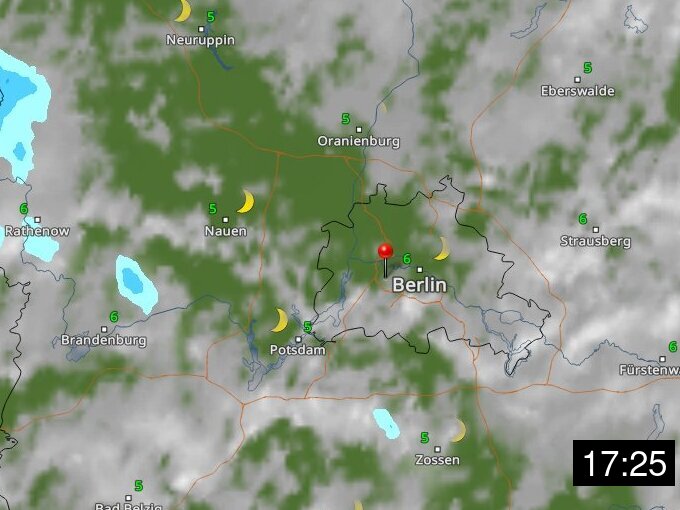 5
Neuruppin
5
Eberswalde
5
Oranienburg
6
Rathenow
5
Nauen
6
Strausberg
6
Berlin
6
Brandenburg
5
Potsdam
6
Fürstenwa
5
Zossen
17:25
5
Bad Belzig